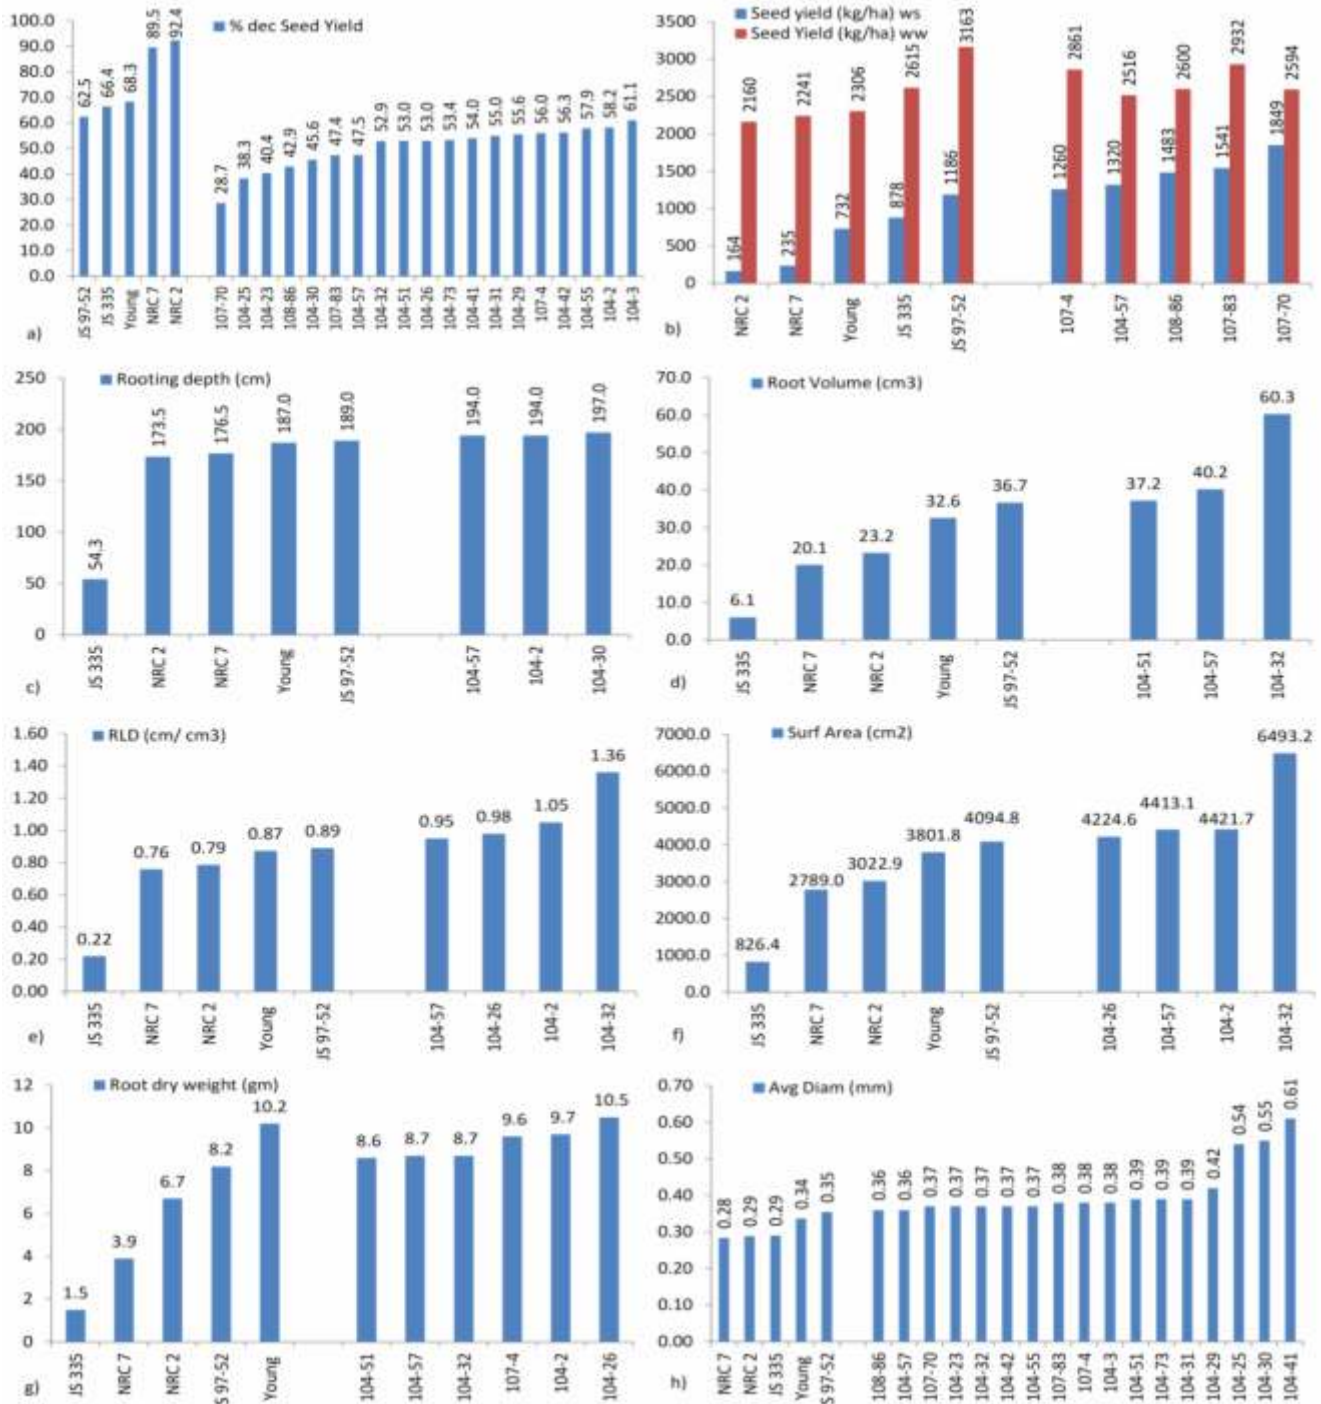 % dec Seed Yield
100.0
90.0
80.0
70.0
60.0
50.0
40.0
30.0
20.0
10.0
0.0
62.5 66.4 68.3 89.5 92.4 28.7 38.3 40.4 42.9 45.6 47.4 47.5 52.9 53.0 53.0 53.4 54.0 55.0 55.6 56.0 56.3 57.9 58.2 61.1
JS 97-52 JS 335 Young NRC 7 NRC 2 107-70 104-25 104-23 108-86 104-30 107-83 104-57 104-32 104-51 104-26 104-73 104-41 104-31 104-29 107-4 104-42 104-55 104-2 104-3
a)
Seed yield (kg/ha) ws
Seed Yield (kg/ha) ww
3500
3000
2500
2000
1500
1000
500
0
164 2160 235 2241 732 2306 878 2615 1186 3163 1260 2861 1320 2516 1483 2600 1541 2932 1849 2594
NRC 2 NRC 7 Young JS 335 JS 97-52 107-4 104-57 108-86 107-83 107-70
b)
Rooting depth (cm)
250
200
150
100
50
0
54.3 173.5 176.5 187.0 189.0 194.0 194.0 197.0
JS 335 NRC 2 NRC 7 Young JS 97-52 104-57 104-2 104-30
c)
Root Volume (cm3)
70.0
60.0
50.0
40.0
30.0
20.0
10.0
0.0
6.1 20.1 23.2 32.6 36.7 37.2 40.2 60.3
JS 335 NRC 7 NRC 2 Young JS 97-52 104-51 104-57 104-32
d)
RLD (cm/ cm3)
1.60
1.40
1.20
1.00
0.80
0.60
0.40
0.20
0.00
0.22 0.76 0.79 0.87 0.89 0.95 0.98 1.05 1.36
JS 335 NRC 7 NRC 2 Young JS 97-52 104-57 104-26 104-2 104-32
e)
Surf Area (cm2)
7000.0
6000.0
5000.0
4000.0
3000.0
2000.0
1000.0
0.0
826.4 2789.0 3022.9 3801.8 4094.8 4224.6 4413.1 4421.7 6493.2
JS 335 NRC 7 NRC 2 Young JS 97-52 104-26 104-57 104-2 104-32
f)
Root dry weight (gm)
12
10
8
6
4
2
0
1.5 3.9 6.7 8.2 10.2 8.6 8.7 8.7 9.6 9.7 10.5
JS 335 NRC 7 NRC 2 JS 97-52 Young 104-51 104-57 104-32 107-4 104-2 104-26
g)
Avg Diam (mm)
0.70
0.60
0.50
0.40
0.30
0.20
0.10
0.00
0.28 0.29 0.29 0.34 0.35 0.36 0.36 0.37 0.37 0.37 0.37 0.37 0.38 0.38 0.38 0.39 0.39 0.39 0.42 0.54 0.55 0.61
NRC 7 NRC 2 JS 335 Young JS 97-52 108-86 104-57 107-70 104-23 104-32 104-42 104-55 107-83 107-4 104-3 104-51 104-73 104-31 104-29 104-25 104-30 104-41
h)